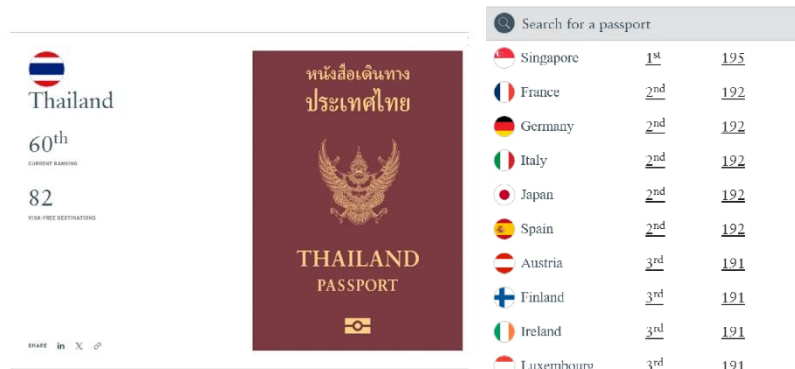 Thailand
60th
CURRENT RANKING
82
VISA-FREE DESTINATIONS
SHARE in X
หนังสือเดินทาง
ประเทศไทย
THAILAND
PASSPORT
Search for a passport
Singapore 1st 195
France 2nd 192
Germany 2nd 192
Italy 2nd 192
Japan 2nd 192
Spain 2nd 192
Austria 3rd 191
Finland 3rd 191
Ireland 3rd 191
Luxembourg 3rd 191